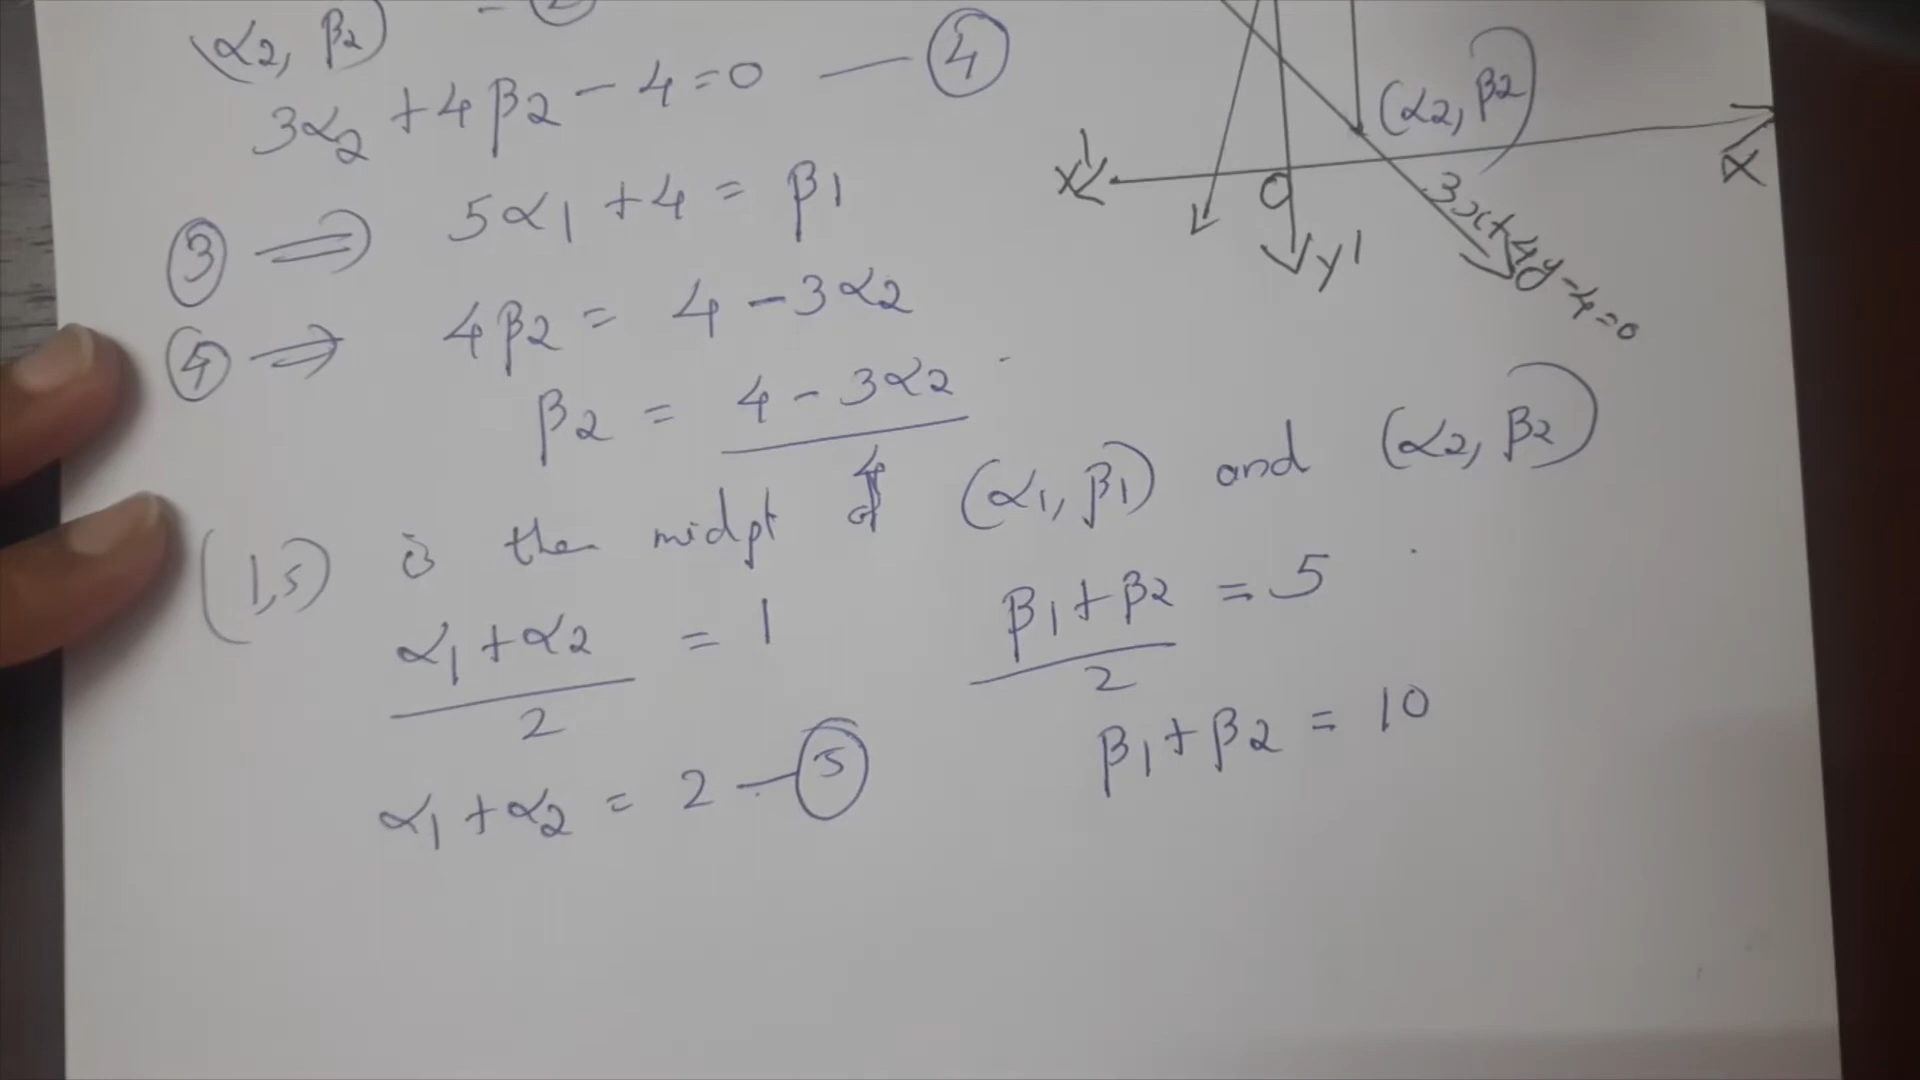 (α2, β2) - 2
3α2 + 4β2 - 4 = 0 — 4
3 ⇒ 5α1 + 4 = β1
4 ⇒ 4β2 = 4 - 3α2
β2 = 4 - 3α2
4
(1,5) is the midpt of (α1, β1) and (α2, β2)
α1 + α2 = 1
2
β1 + β2 = 5
2
α1 + α2 = 2 — 5
β1 + β2 = 10
(α2, β2)
X'
O
X
Y'
3x+4y-4=0